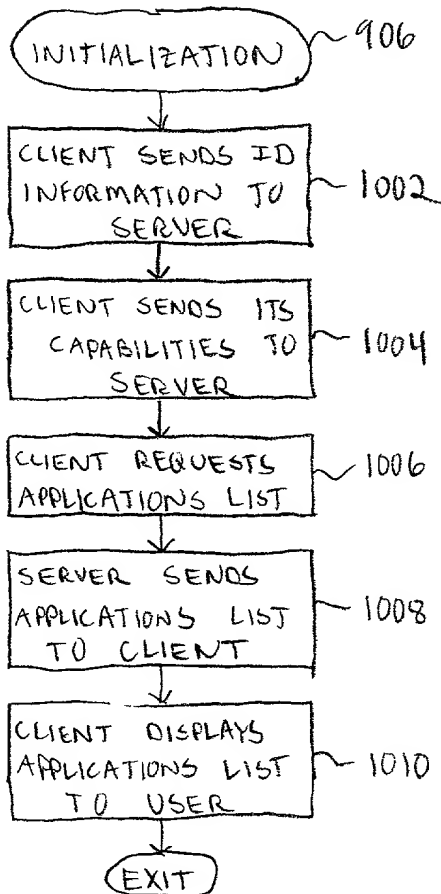 INITIALIZATION
906
CLIENT SENDS ID
INFORMATION TO
SERVER
1002
CLIENT SENDS ITS
CAPABILITIES TO
SERVER
1004
CLIENT REQUESTS
APPLICATIONS LIST
1006
SERVER SENDS
APPLICATIONS LIST
TO CLIENT
1008
CLIENT DISPLAYS
APPLICATIONS LIST
TO USER
1010
EXIT